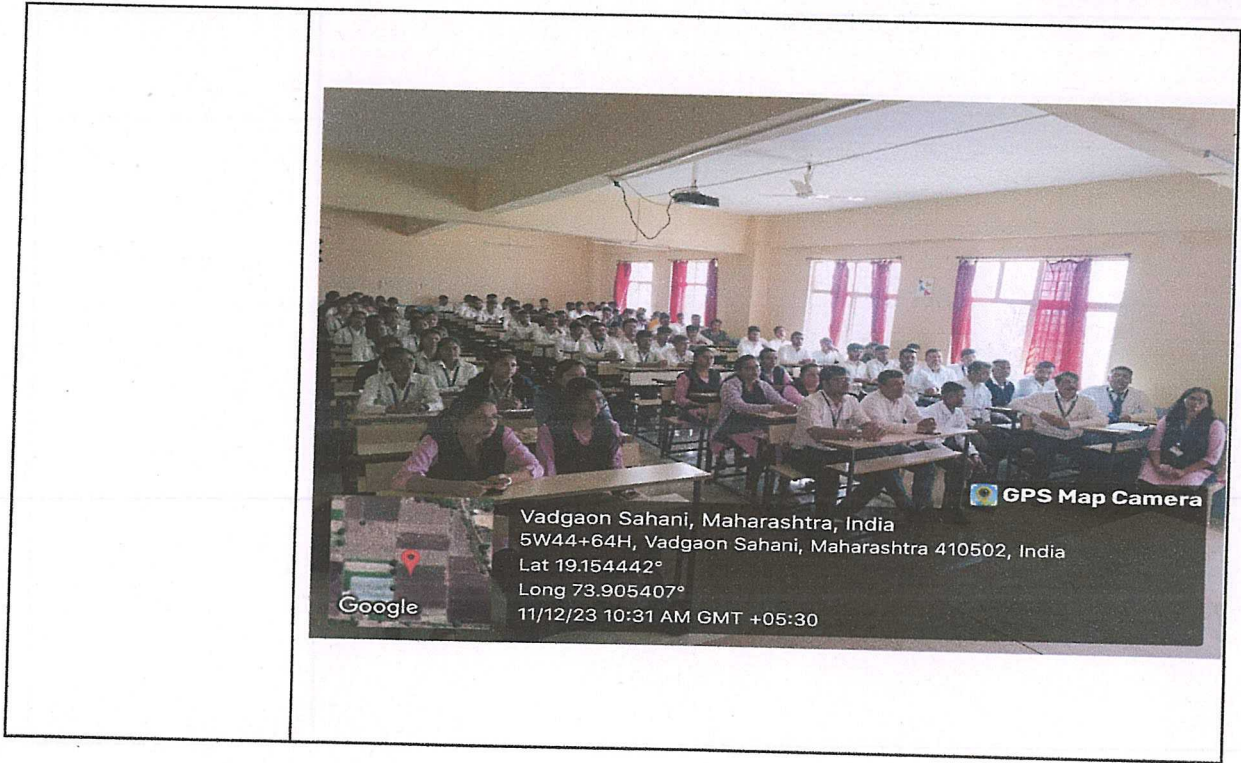 GPS Map Camera
Vadgaon Sahani, Maharashtra, India
5W44+64H, Vadgaon Sahani, Maharashtra 410502, India
Lat 19.154442°
Long 73.905407°
11/12/23 10:31 AM GMT +05:30
Google